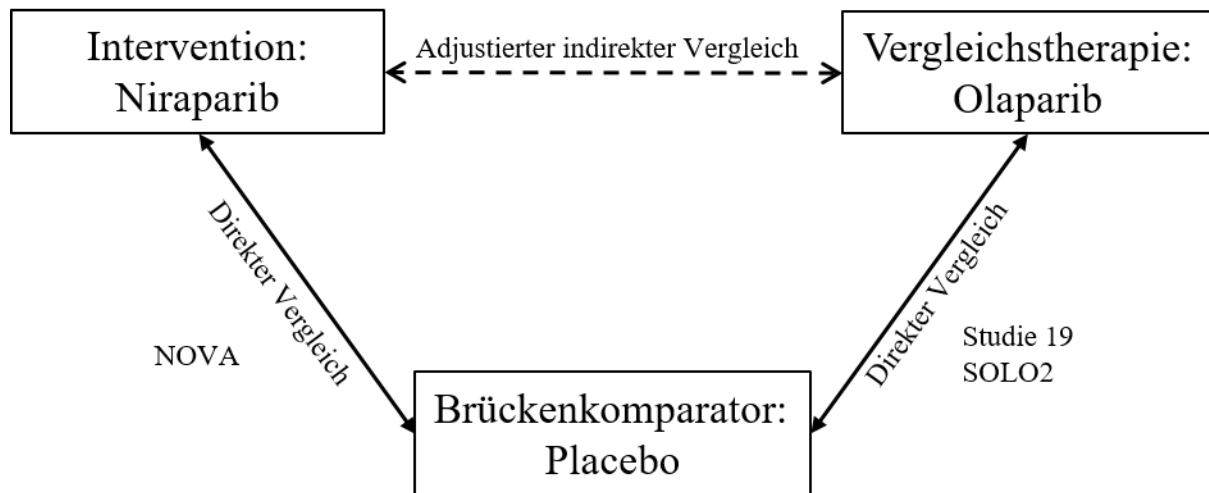 Intervention:
Niraparib
Adjustierter indirekter Vergleich
Vergleichstherapie:
Olaparib
Direkter Vergleich
NOVA
Direkter Vergleich
Studie 19
SOLO2
Brückenkomparator:
Placebo